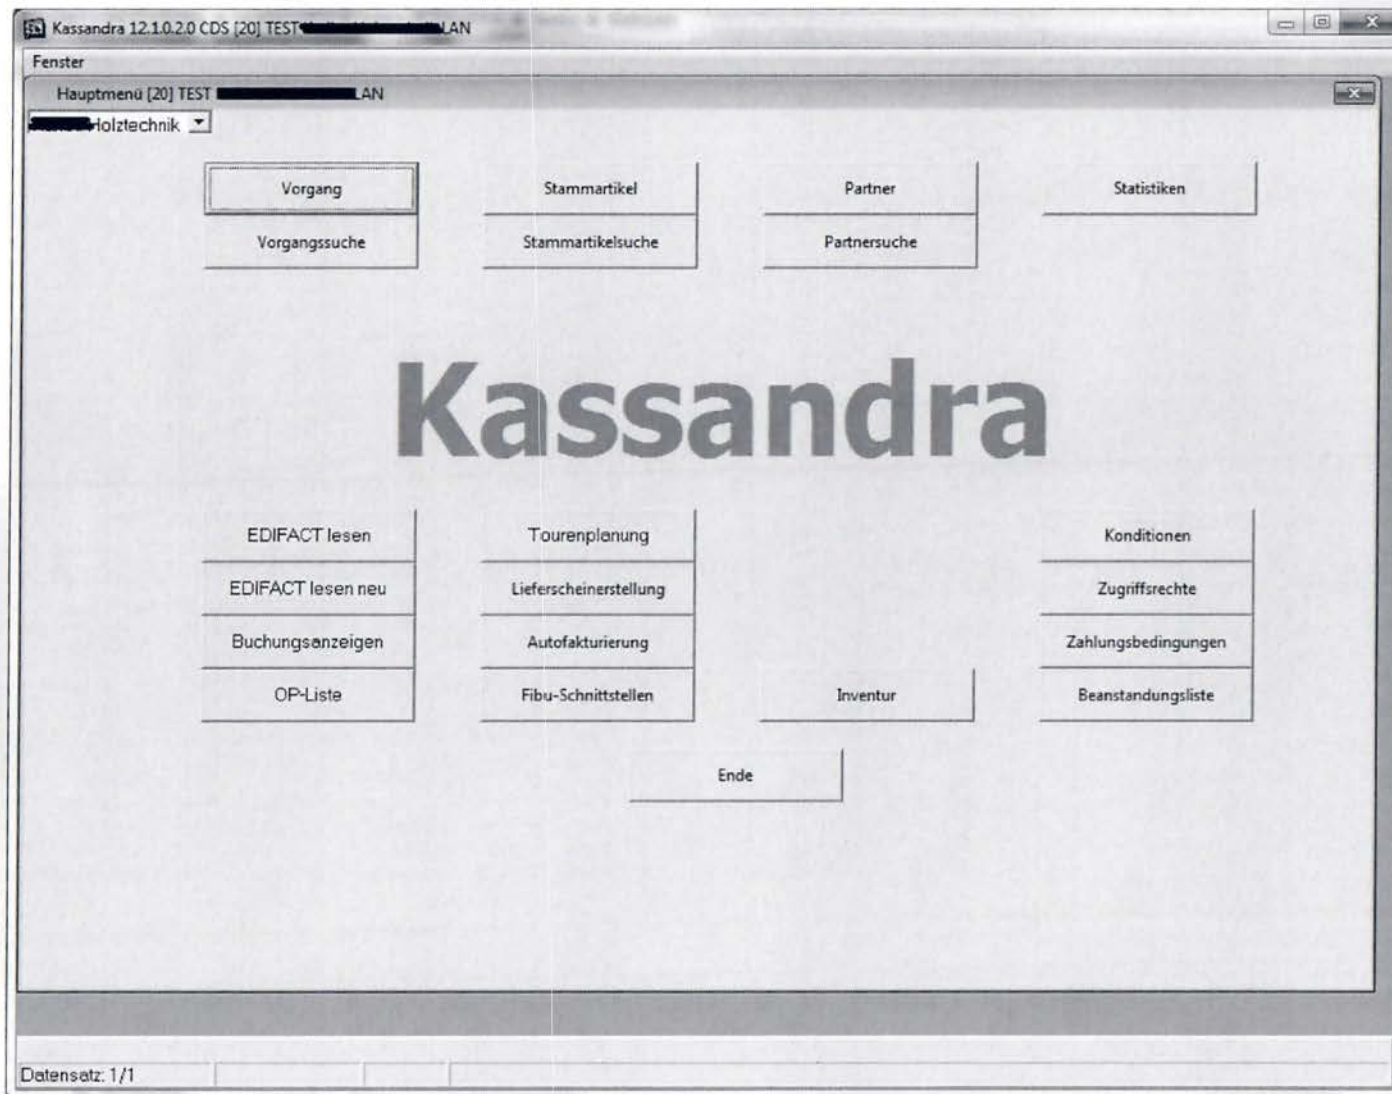 Kassandra 12.1.0.2.0 CDS [20] TEST LAN
Fenster
Hauptmenü [20] TEST LAN
Holztechnik
Vorgang Stammartikel Partner Statistiken
Vorgangssuche Stammartikelsuche Partnersuche
Kassandra
EDIFACT lesen Tourenplanung Konditionen
EDIFACT lesen neu Lieferscheinerstellung Zugriffsrechte
Buchungsanzeigen Autofakturierung Zahlungsbedingungen
OP-Liste Fibu-Schnittstellen Inventur Beanstandungsliste
Ende
Datensatz: 1/1